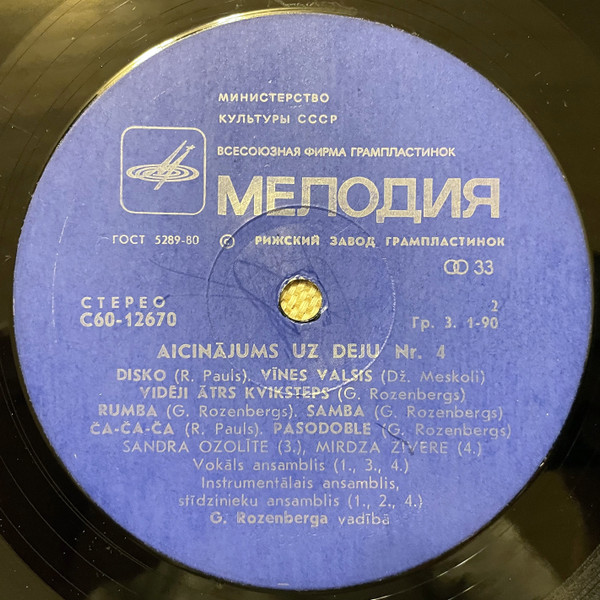 МИНИСТЕРСТВО
КУЛЬТУРЫ СССР
ВСЕСОЮЗНАЯ ФИРМА ГРАМПЛАСТИНОК
МЕЛОДИЯ
ГОСТ 5289-80 © РИЖСКИЙ ЗАВОД ГРАМПЛАСТИНОК
33
СТЕРЕО 2
С60-12670 Гр. 3. 1-90
AICINĀJUMS UZ DEJU Nr. 4
DISKO (R. Pauls). VĪNES VALSIS (Dž. Meskoli)
VIDĒJI ĀTRS KVIKSTEPS (G. Rozenbergs)
RUMBA (G. Rozenbergs). SAMBA (G. Rozenbergs).
ČA-ČA-ČA (R. Pauls). PASODOBLE (G. Rozenbergs)
SANDRA OZOLĪTE (3.), MIRDZA ZĪVERE (4.)
Vokāls ansamblis (1., 3., 4.)
Instrumentālais ansamblis,
stīdzinieku ansamblis (1., 2., 4.)
G. Rozenberga vadībā